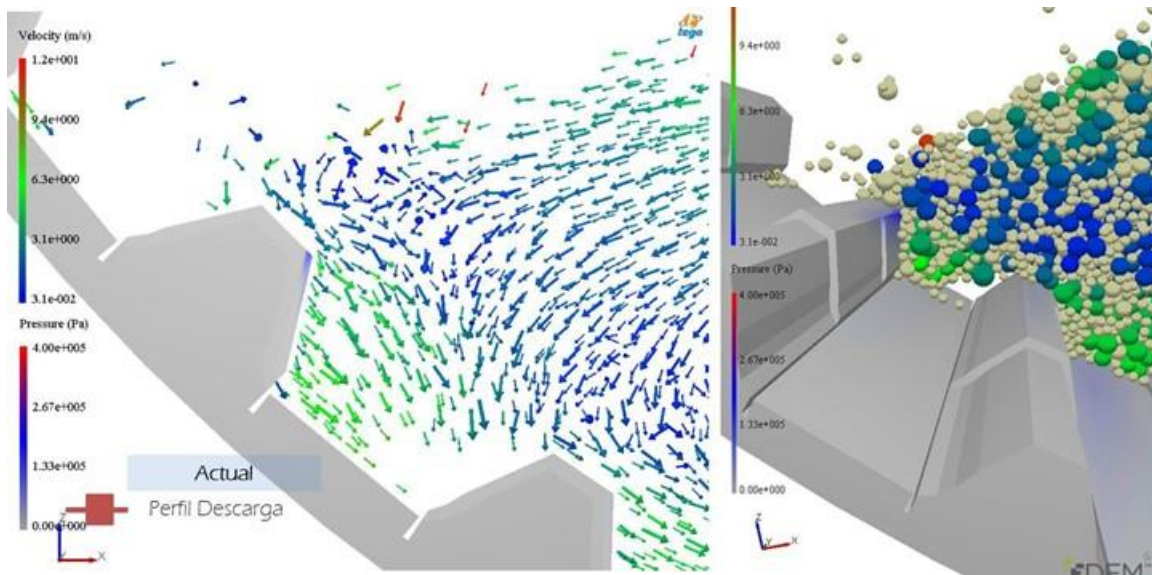 Velocity (m/s)
1.2e+001
9.4e+000
6.3e+000
3.1e+000
3.1e-002
Pressure (Pa)
4.00e+005
2.67e+005
1.33e+005
0.00e+000
Z
Y
X
Actual
Perfil Descarga
tega
9.4e+000
6.3e+000
3.1e+000
3.1e-002
Pressure (Pa)
4.00e+005
2.67e+005
1.33e+005
0.00e+000
Z
Y
X